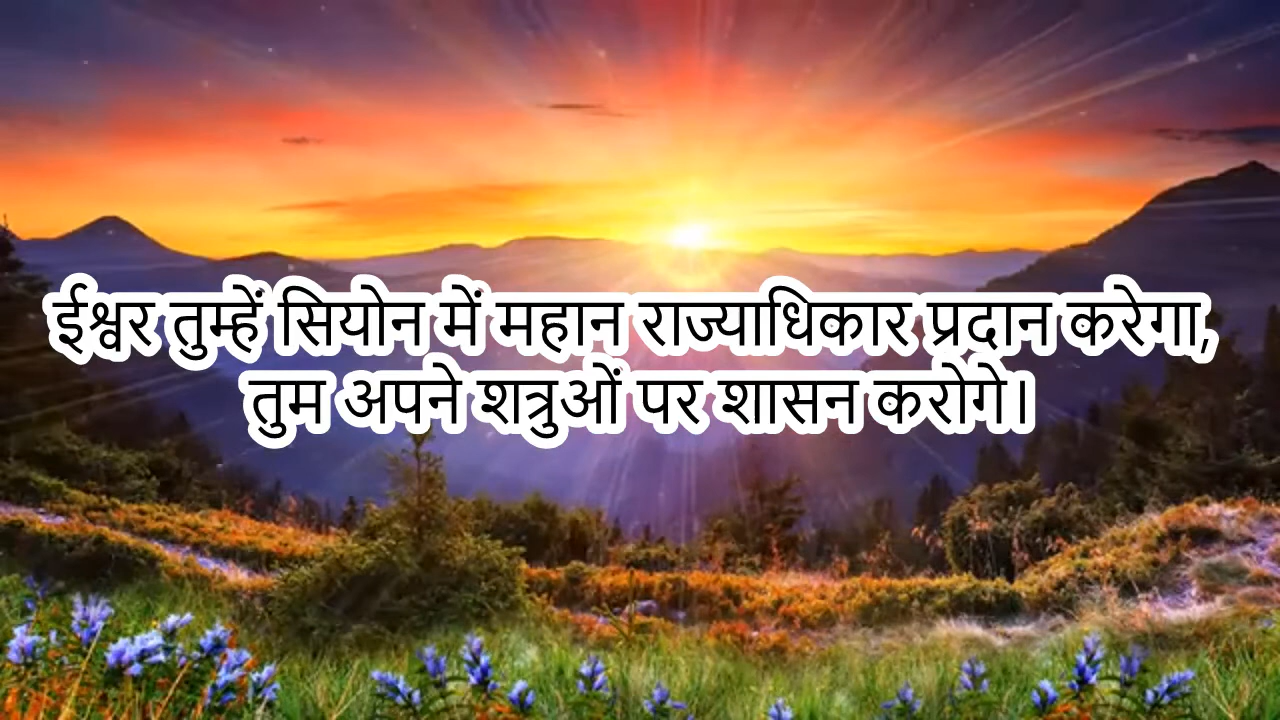 ईश्वर तुम्हें सियोन में महान राज्याधिकार प्रदान करेगा,
तुम अपने शत्रुओं पर शासन करोगे।